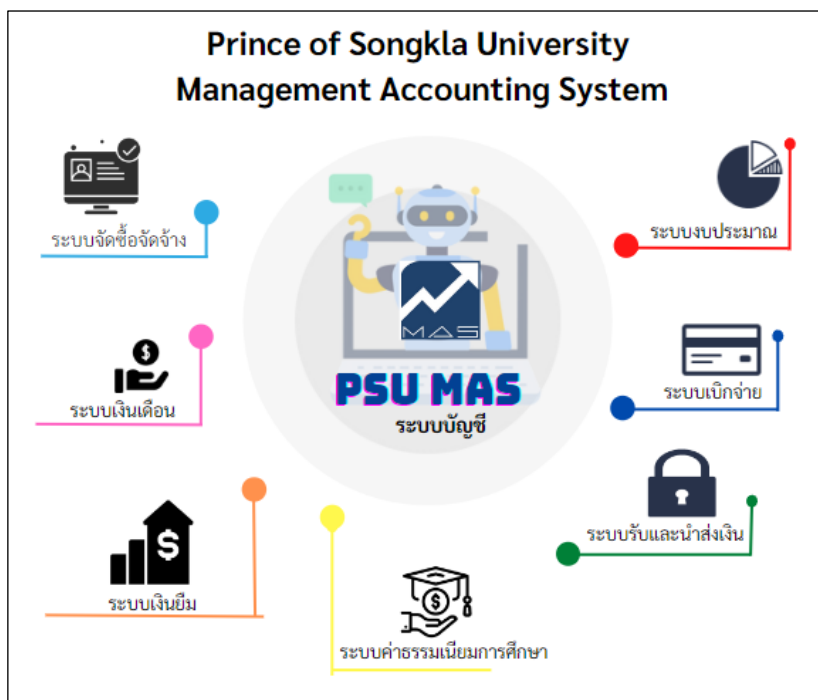 Prince of Songkla University
Management Accounting System
ระบบจัดซื้อจัดจ้าง
ระบบงบประมาณ
MAS
PSU MAS
ระบบบัญชี
ระบบเงินเดือน
ระบบเบิกจ่าย
ระบบรับและนำส่งเงิน
ระบบเงินยืม
ระบบค่าธรรมเนียมการศึกษา